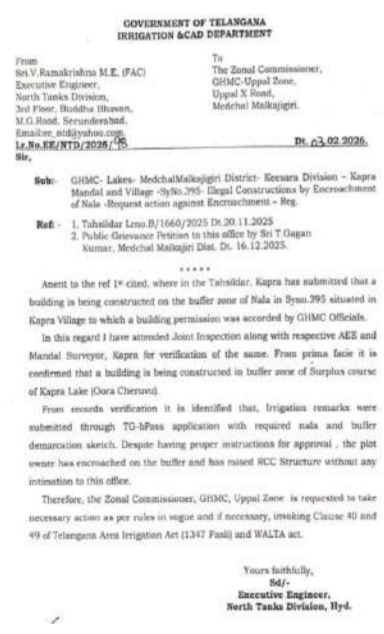 GOVERNMENT OF TELANGANA
IRRIGATION &CAD DEPARTMENT
From
Sri.V.Ramakrishna M.E. (FAC)
Executive Engineer,
North Tanks Division,
3rd Floor, Buddha Bhavan,
M.G.Road, Secunderabad,
Email:ee_ntd@yahoo.com
To
The Zonal Commissioner,
GHMC-Uppal Zone,
Uppal X Road,
Medchal Malkajigiri.
Lr.No.EE/NTD/2026/98
Dt. 03.02.2026.
Sir,
Sub:- GHMC- Lakes- MedchalMalkajigiri District- Keesara Division – Kapra
Mandal and Village -SyNo.395- Illegal Constructions by Encroachment
of Nala -Request action against Encroachment – Reg.
Ref: - 1. Tahsildar Lrno.B/1660/2025 Dt.20.11.2025
2. Public Grievance Petition to this office by Sri T.Gagan
Kumar, Medchal Malkajiri Dist. Dt. 16.12.2025.
*****
Anent to the ref 1st cited, where in the Tahsildar, Kapra has submitted that a
building is being constructed on the buffer zone of Nala in Syno.395 situated in
Kapra Village to which a building permission was accorded by GHMC Officials.
In this regard I have attended Joint Inspection along with respective AEE and
Mandal Surveyor, Kapra for verification of the same. From prima facie it is
confirmed that a building is being constructed in buffer zone of Surplus course
of Kapra Lake (Oora Cheruvu).
From records verification it is identified that, Irrigation remarks were
submitted through TG-bPass application with required nala and buffer
demarcation sketch. Despite having proper instructions for approval , the plot
owner has encroached on the buffer and has raised RCC Structure without any
intimation to this office.
Therefore, the Zonal Commissioner, GHMC, Uppal Zone is requested to take
necessary action as per rules in vogue and if necessary, invoking Clause 40 and
49 of Telangana Area Irrigation Act (1347 Fasli) and WALTA act.
Yours faithfully,
Sd/-
Executive Engineer,
North Tanks Division, Hyd.